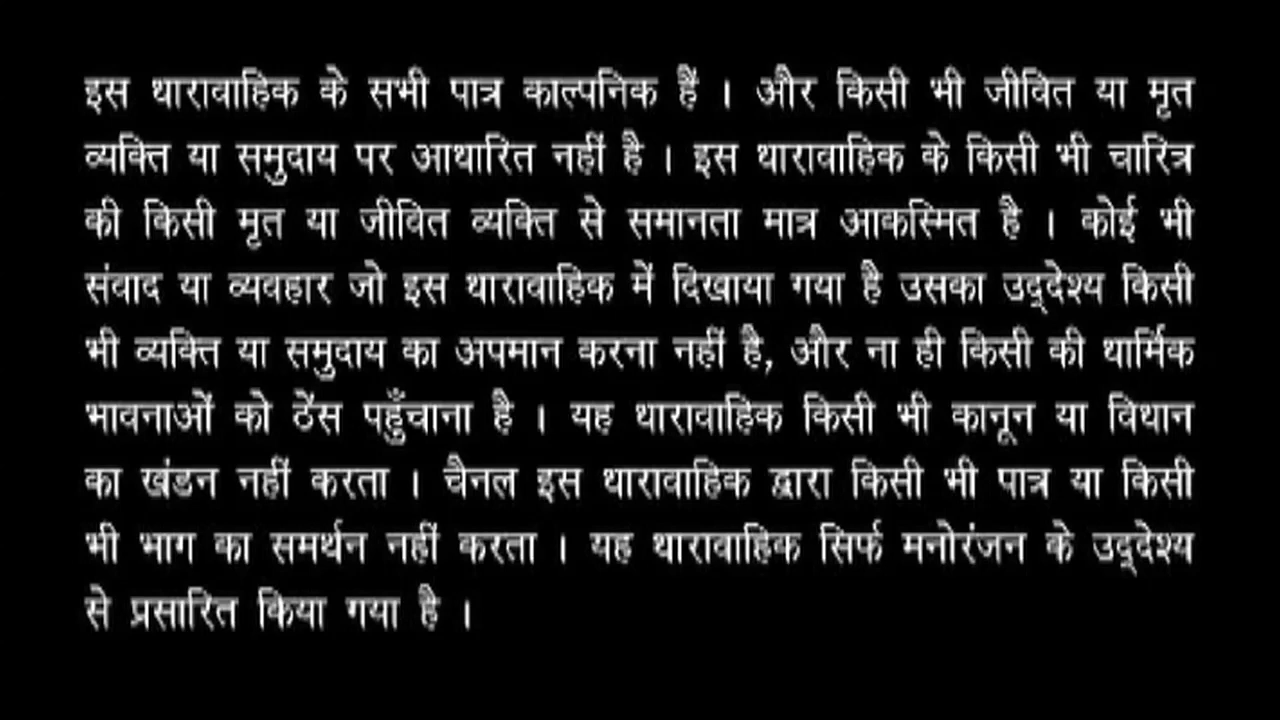 इस धारावाहिक के सभी पात्र काल्पनिक हैं । और किसी भी जीवित या मृत
व्यक्ति या समुदाय पर आधारित नहीं है । इस धारावाहिक के किसी भी चारित्र
की किसी मृत या जीवित व्यक्ति से समानता मात्र आकस्मित है । कोई भी
संवाद या व्यवहार जो इस धारावाहिक में दिखाया गया है उसका उद्देश्य किसी
भी व्यक्ति या समुदाय का अपमान करना नहीं है, और ना ही किसी की धार्मिक
भावनाओं को ठेंस पहुँचाना है । यह धारावाहिक किसी भी कानून या विधान
का खंडन नहीं करता । चैनल इस धारावाहिक द्वारा किसी भी पात्र या किसी
भी भाग का समर्थन नहीं करता । यह धारावाहिक सिर्फ मनोरंजन के उद्देश्य
से प्रसारित किया गया है ।